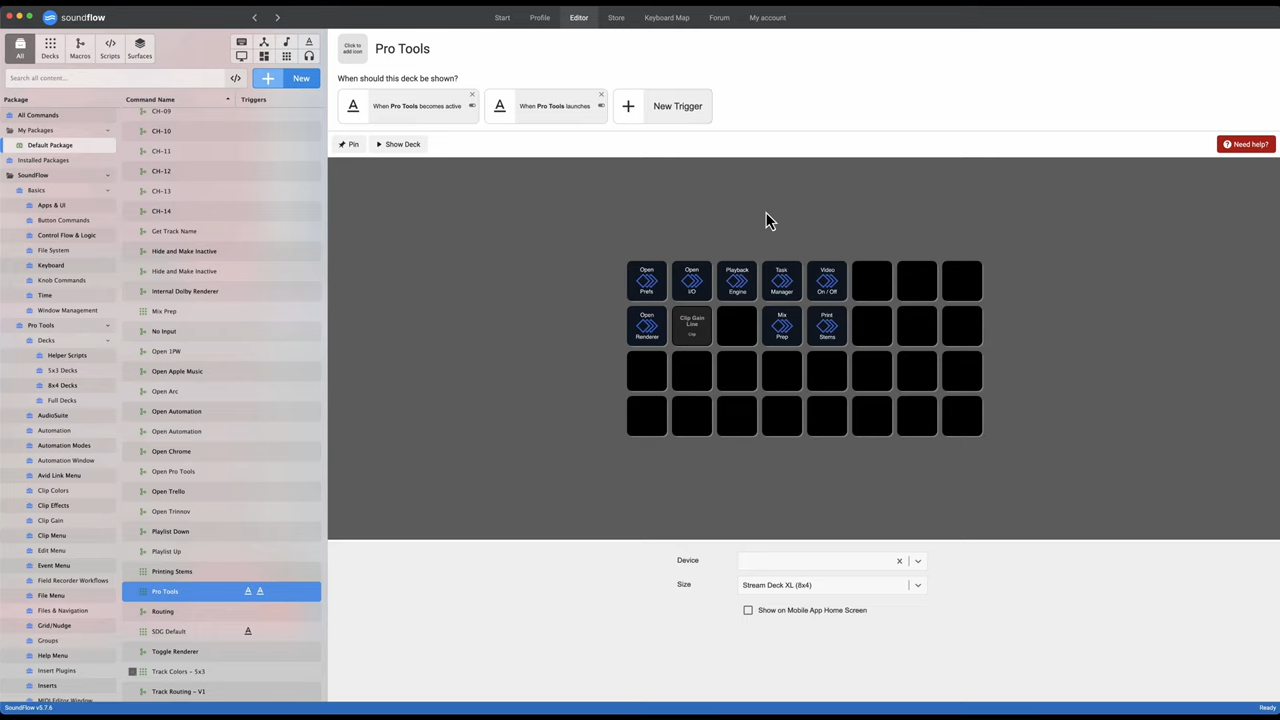 soundflow
Start
Profile
Editor
Store
Keyboard Map
Forum
My account
All
Decks
Macros
Scripts
Surfaces
Search all content...
New
Package
Command Name
Triggers
All Commands
My Packages
Default Package
Installed Packages
SoundFlow
Basics
Apps & UI
Button Commands
Control Flow & Logic
File System
Keyboard
Knob Commands
Time
Window Management
Pro Tools
Decks
Helper Scripts
5x3 Decks
8x4 Decks
Full Decks
AudioSuite
Automation
Automation Modes
Automation Window
Avid Link Menu
Clip Colors
Clip Effects
Clip Gain
Clip Menu
Edit Menu
Event Menu
Field Recorder Workflows
File Menu
Files & Navigation
Grid/Nudge
Groups
Help Menu
Insert Plugins
Inserts
MIDI Editor Window
CH-09
CH-10
CH-11
CH-12
CH-13
CH-14
Get Track Name
Hide and Make Inactive
Hide and Make Inactive
Internal Dolby Renderer
Mix Prep
No Input
Open 1PW
Open Apple Music
Open Arc
Open Automation
Open Automation
Open Chrome
Open Pro Tools
Open Trello
Open Trinnov
Playlist Down
Playlist Up
Printing Stems
Pro Tools
Routing
SDG Default
Toggle Renderer
Track Colors - 5x3
Track Routing - V1
Click to
add icon
Pro Tools
When should this deck be shown?
When Pro Tools becomes active
When Pro Tools launches
New Trigger
Pin
Show Deck
Need help?
Open
Prefs
Open
I/O
Playback
Engine
Task
Manager
Video
On / Off
Open
Renderer
Clip Gain
Line
Clip
Mix
Prep
Print
Stems
Device
Size
Stream Deck XL (8x4)
Show on Mobile App Home Screen
SoundFlow v5.7.6
Ready